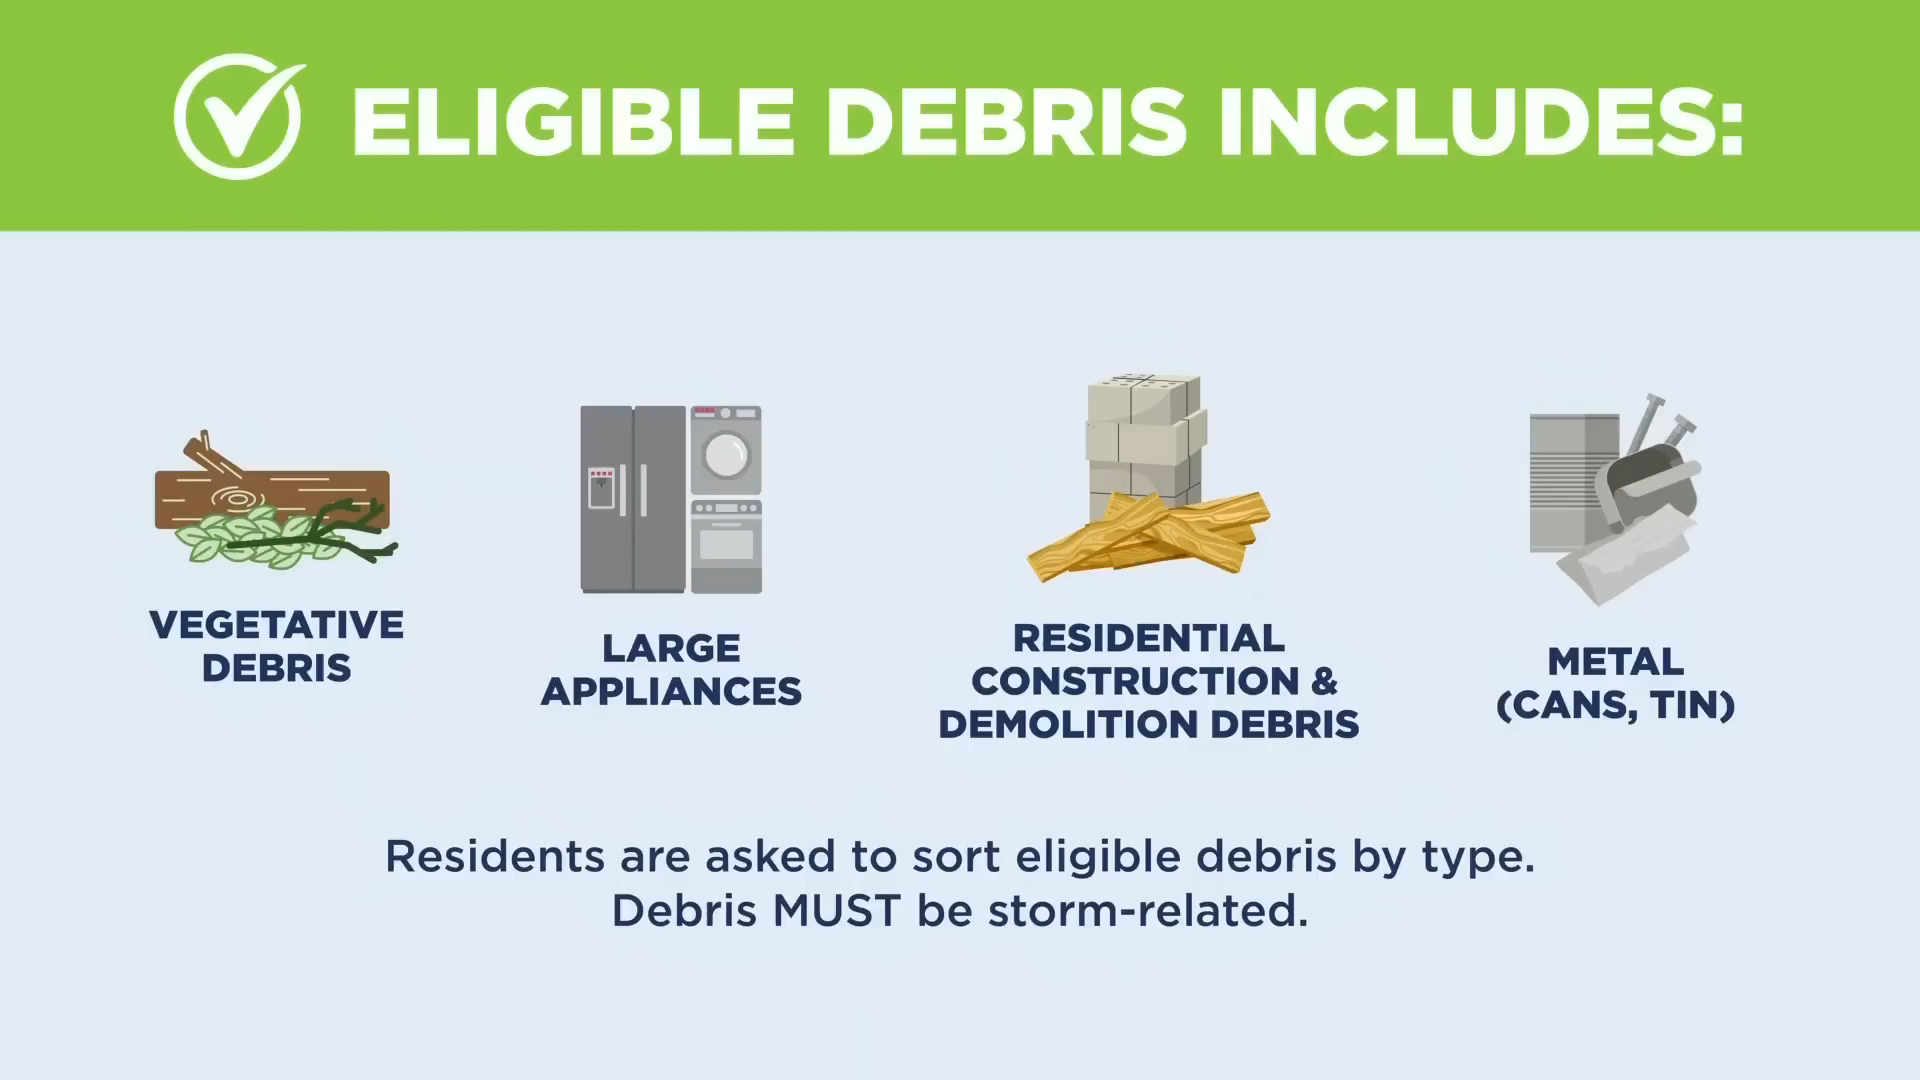 ELIGIBLE DEBRIS INCLUDES:
VEGETATIVE
DEBRIS
LARGE
APPLIANCES
RESIDENTIAL
CONSTRUCTION &
DEMOLITION DEBRIS
METAL
(CANS, TIN)
Residents are asked to sort eligible debris by type.
Debris MUST be storm-related.